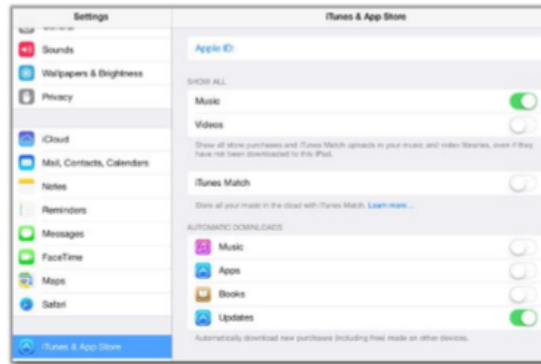 Settings
General
Sounds
Wallpapers & Brightness
Privacy
iCloud
Mail, Contacts, Calendars
Notes
Reminders
Messages
FaceTime
Maps
Safari
iTunes & App Store
iTunes & App Store
Apple ID:
SHOW ALL
Music
Videos
Show all store purchases and iTunes Match uploads in your music and video libraries, even if they
have not been downloaded to this iPad.
iTunes Match
Store all your music in the cloud with iTunes Match. Learn more...
AUTOMATIC DOWNLOADS
Music
Apps
Books
Updates
Automatically download new purchases (including free) made on other devices.